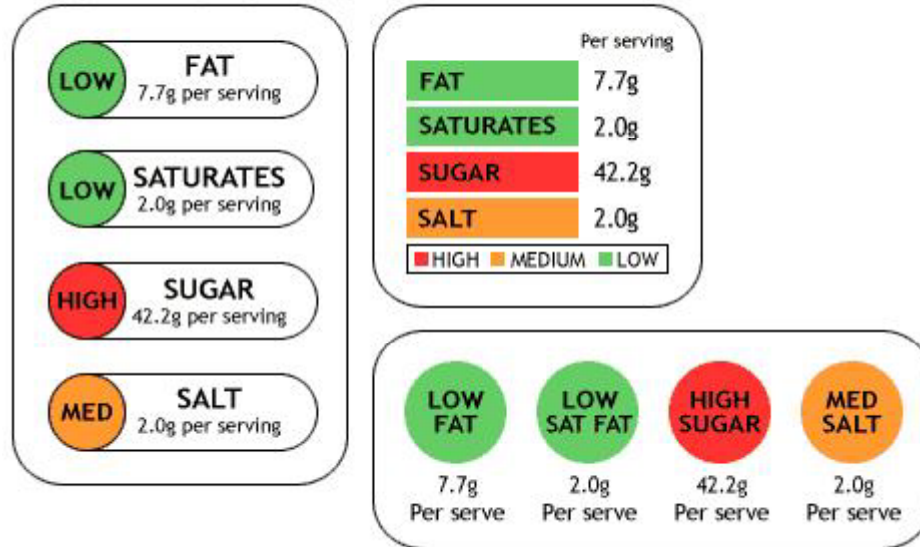 LOW
FAT
7.7g per serving
LOW
SATURATES
2.0g per serving
HIGH
SUGAR
42.2g per serving
MED
SALT
2.0g per serving
Per serving
FAT 7.7g
SATURATES 2.0g
SUGAR 42.2g
SALT 2.0g
HIGH MEDIUM LOW
LOW FAT
7.7g
Per serve
LOW SAT FAT
2.0g
Per serve
HIGH SUGAR
42.2g
Per serve
MED SALT
2.0g
Per serve